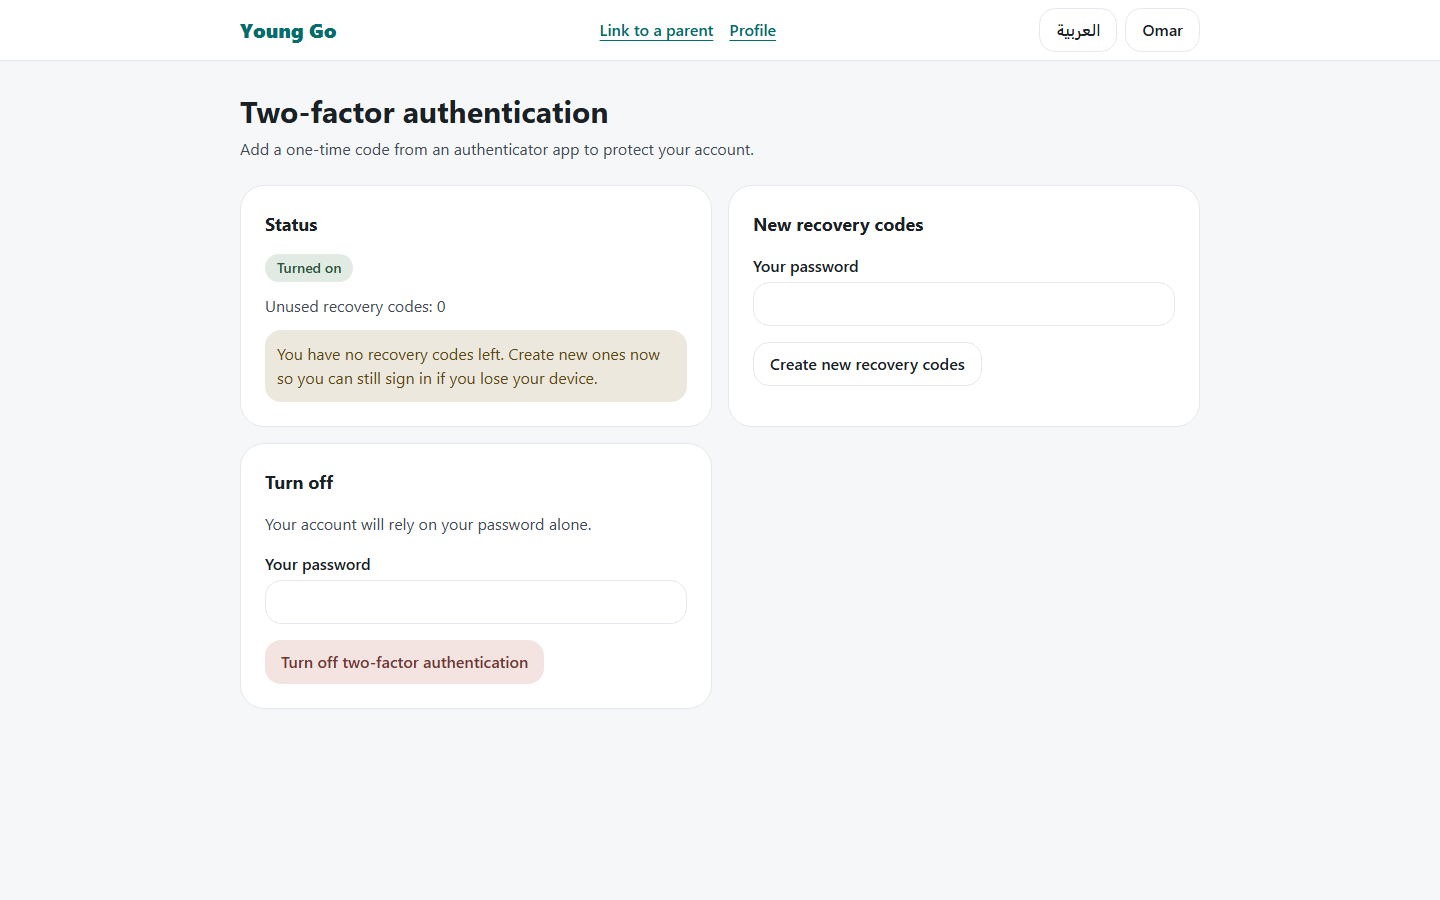 Young Go
Link to a parent
Profile
العربية
Omar
Two-factor authentication
Add a one-time code from an authenticator app to protect your account.
Status
Turned on
Unused recovery codes: 0
You have no recovery codes left. Create new ones now
so you can still sign in if you lose your device.
New recovery codes
Your password
Create new recovery codes
Turn off
Your account will rely on your password alone.
Your password
Turn off two-factor authentication